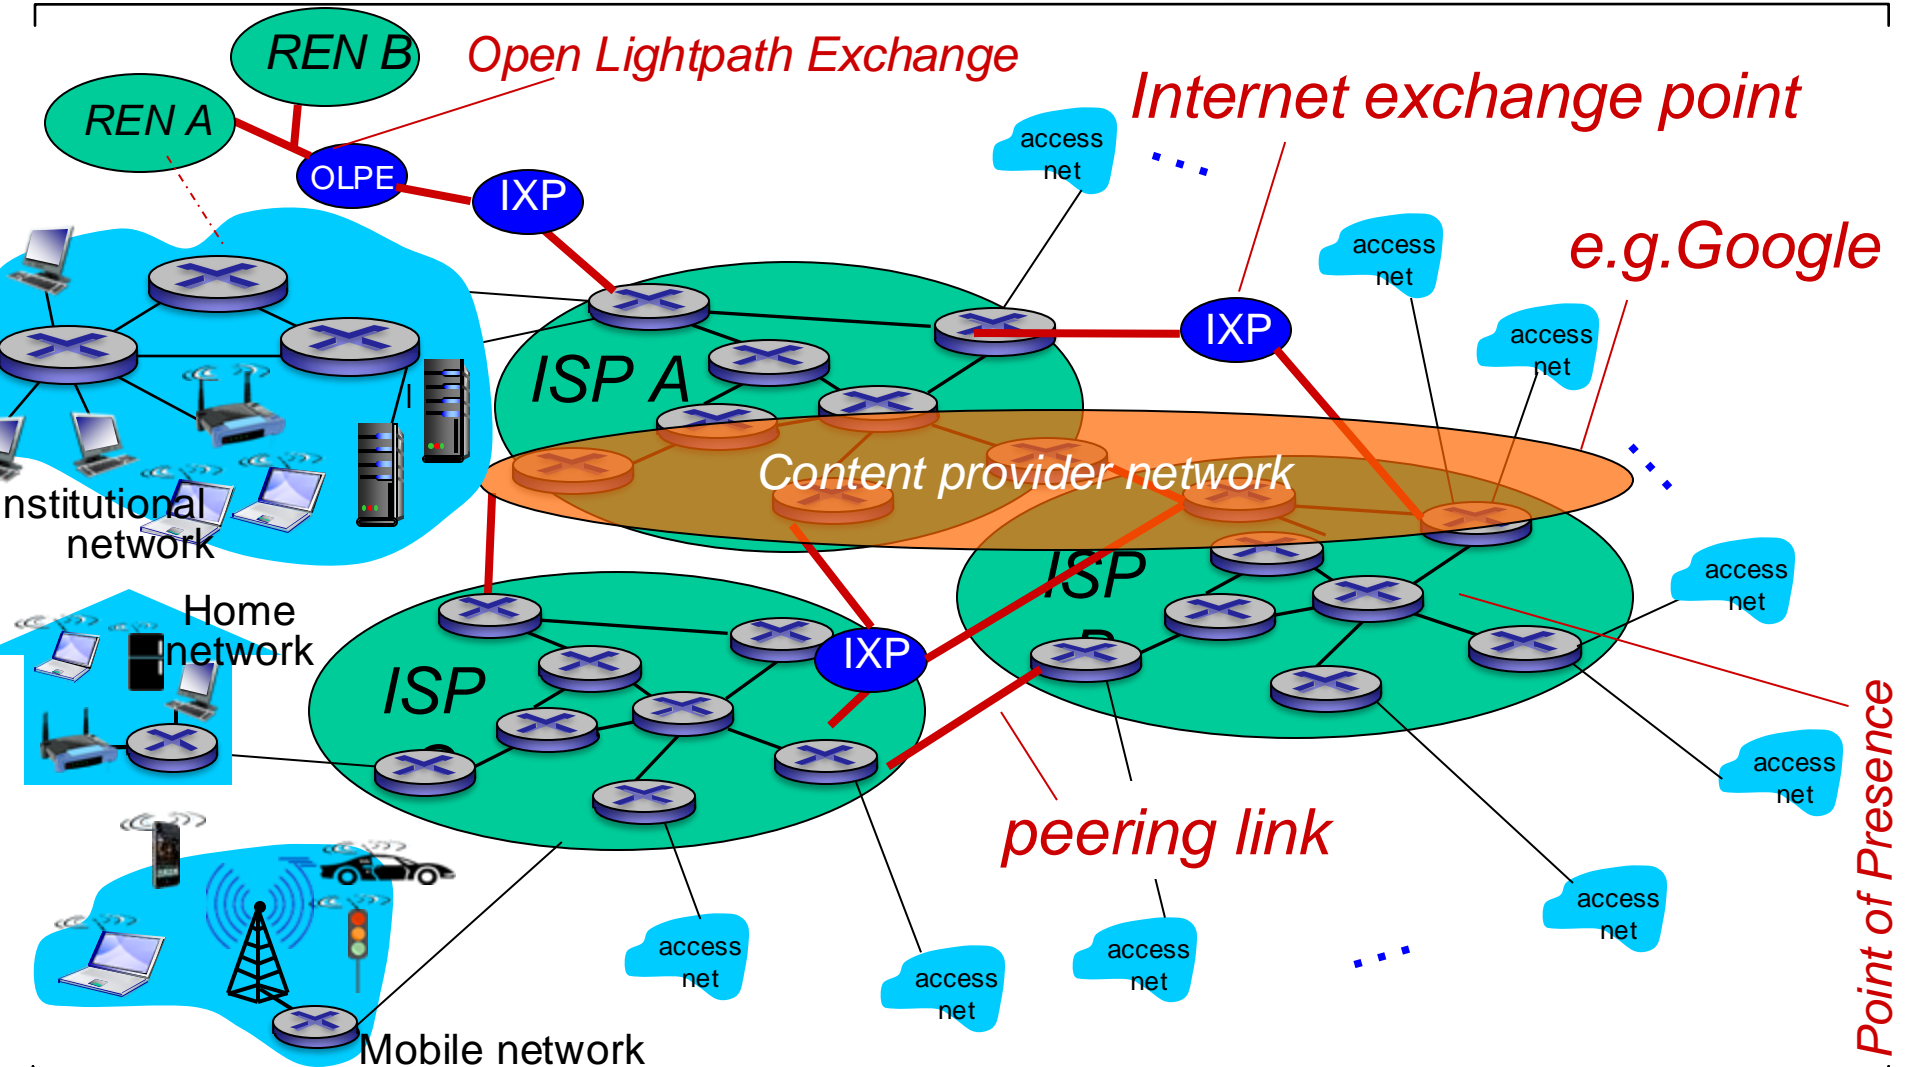 REN B
Open Lightpath Exchange
Internet exchange point
REN A
access
net
OLPE
IXP
access
net
e.g.Google
IXP
access
net
ISP A
Content provider network
nstitutional
network
ISP
access
net
Home
network
IXP
ISP
access
net
peering link
Point of Presence
access
net
access
net
access
net
access
net
Mobile network